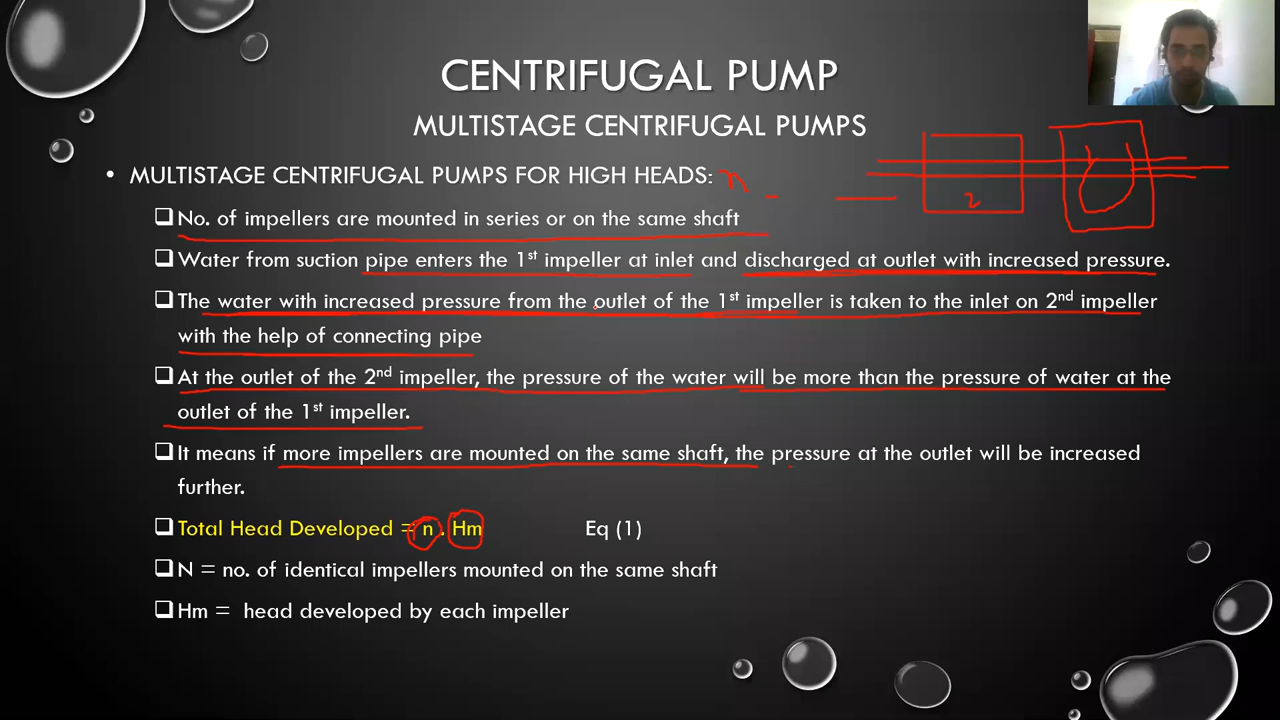 CENTRIFUGAL PUMP
MULTISTAGE CENTRIFUGAL PUMPS
• MULTISTAGE CENTRIFUGAL PUMPS FOR HIGH HEADS: n
2
No. of impellers are mounted in series or on the same shaft
Water from suction pipe enters the 1st impeller at inlet and discharged at outlet with increased pressure.
The water with increased pressure from the outlet of the 1st impeller is taken to the inlet on 2nd impeller
with the help of connecting pipe
At the outlet of the 2nd impeller, the pressure of the water will be more than the pressure of water at the
outlet of the 1st impeller.
It means if more impellers are mounted on the same shaft, the pressure at the outlet will be increased
further.
Total Head Developed = n . Hm Eq (1)
N = no. of identical impellers mounted on the same shaft
Hm = head developed by each impeller